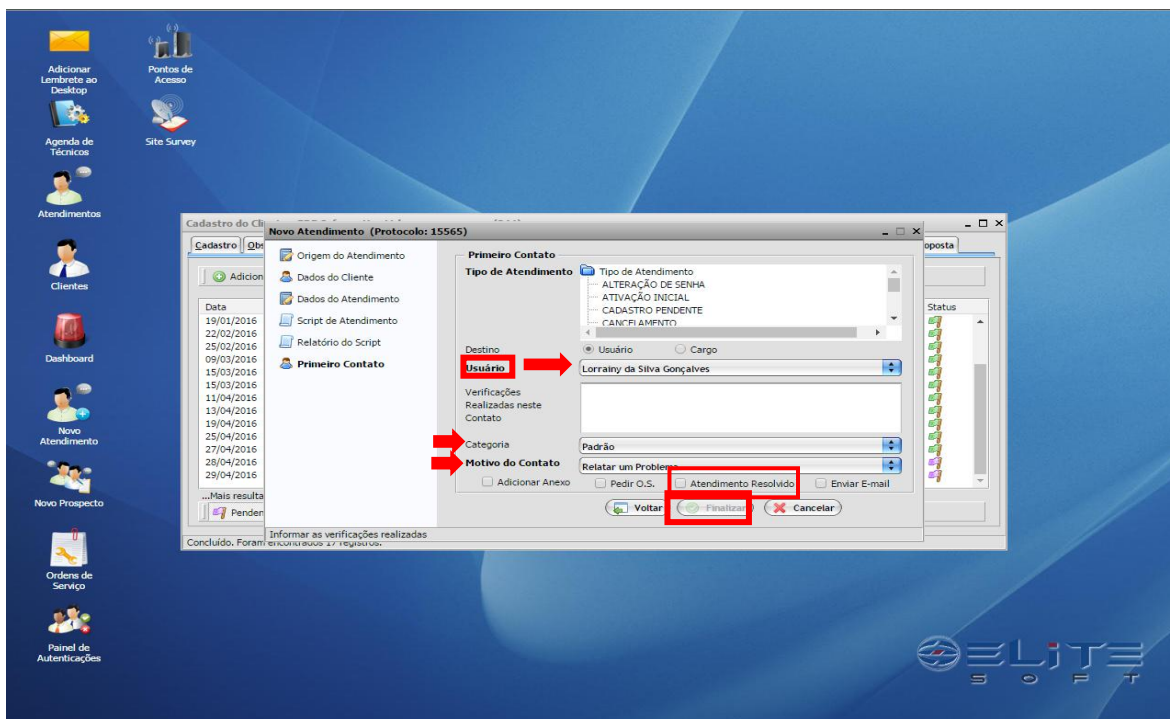 Adicionar
Lembrete ao
Desktop
Pontos de
Acesso
Agenda de
Técnicos
Site Survey
Atendimentos
Clientes
Dashboard
Novo
Atendimento
Novo Prospecto
Ordens de
Serviço
Painel de
Autenticações
Cadastro do Cli
Cadastro
Obs
oposta
Adicion
Data
Status
19/01/2016
22/02/2016
25/02/2016
09/03/2016
15/03/2016
15/03/2016
11/04/2016
13/04/2016
19/04/2016
25/04/2016
27/04/2016
28/04/2016
29/04/2016
...Mais resulta
Penden
Concluído. Foram encontrados 17 registros.
Novo Atendimento (Protocolo: 15565)
Origem do Atendimento
Dados do Cliente
Dados do Atendimento
Script de Atendimento
Relatório do Script
Primeiro Contato
Primeiro Contato
Tipo de Atendimento
Tipo de Atendimento
ALTERAÇÃO DE SENHA
ATIVAÇÃO INICIAL
CADASTRO PENDENTE
CANCELAMENTO
Destino
Usuário
Cargo
Usuário
Lorrainy da Silva Gonçalves
Verificações
Realizadas neste
Contato
Categoria
Padrão
Motivo do Contato
Relatar um Problema
Adicionar Anexo
Pedir O.S.
Atendimento Resolvido
Enviar E-mail
Voltar
Finalizar
Cancelar
Informar as verificações realizadas
ELiTE
SOFT